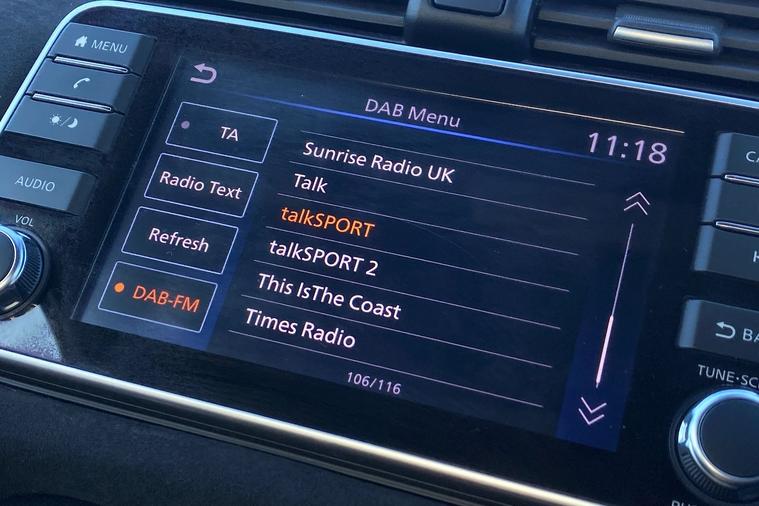 MENU
DAB Menu
11:18
TA
Radio Text
Refresh
DAB-FM
Sunrise Radio UK
Talk
talkSPORT
talkSPORT 2
This IsThe Coast
Times Radio
106/116
AUDIO
VOL
TUNE·SC
BA
CA